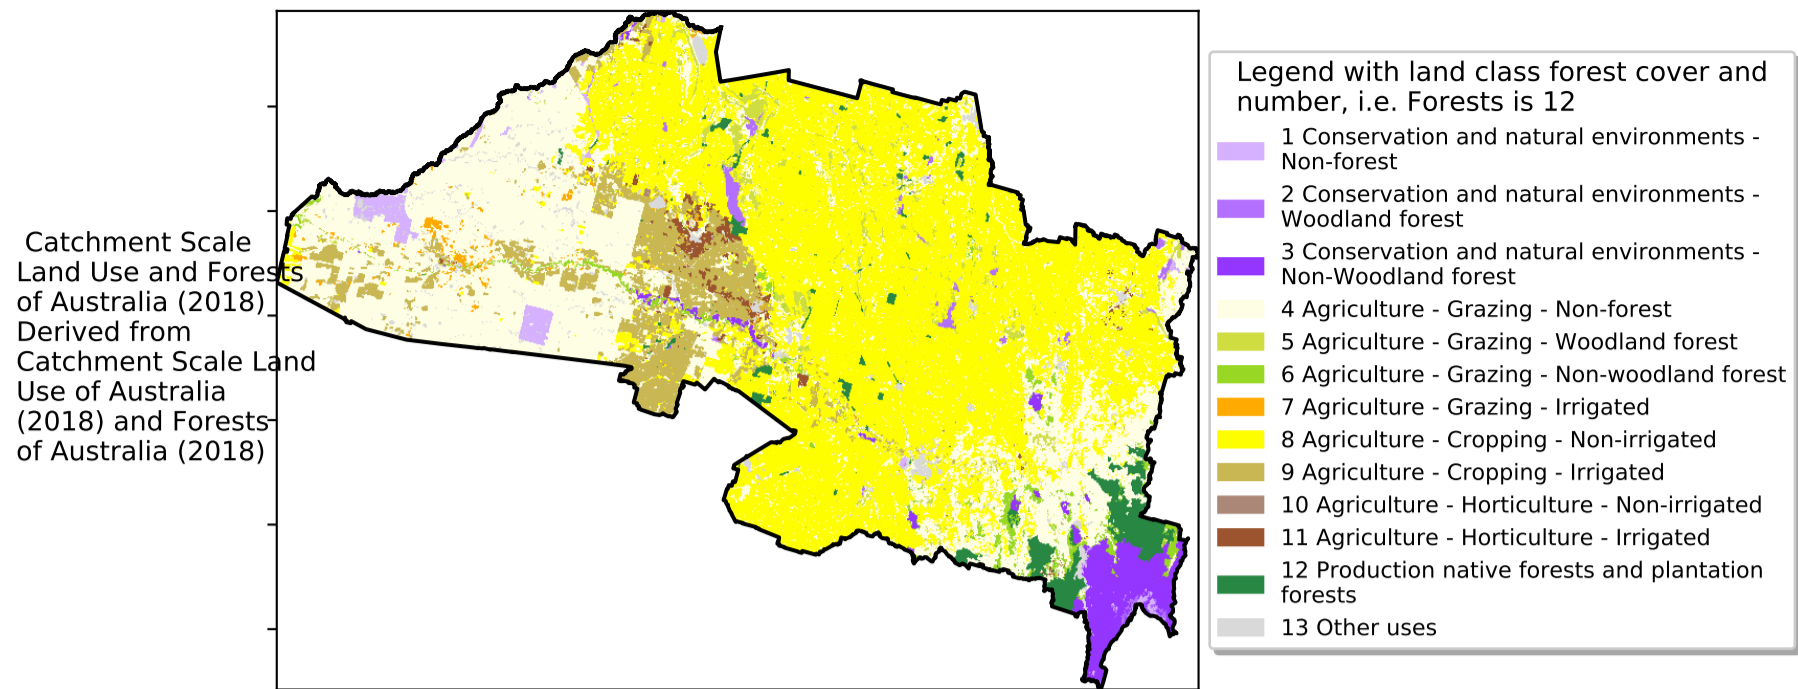 Catchment Scale
Land Use and Forests
of Australia (2018)
Derived from
Catchment Scale Land
Use of Australia
(2018) and Forests
of Australia (2018)
Legend with land class forest cover and
number, i.e. Forests is 12
1 Conservation and natural environments -
Non-forest
2 Conservation and natural environments -
Woodland forest
3 Conservation and natural environments -
Non-Woodland forest
4 Agriculture - Grazing - Non-forest
5 Agriculture - Grazing - Woodland forest
6 Agriculture - Grazing - Non-woodland forest
7 Agriculture - Grazing - Irrigated
8 Agriculture - Cropping - Non-irrigated
9 Agriculture - Cropping - Irrigated
10 Agriculture - Horticulture - Non-irrigated
11 Agriculture - Horticulture - Irrigated
12 Production native forests and plantation
forests
13 Other uses